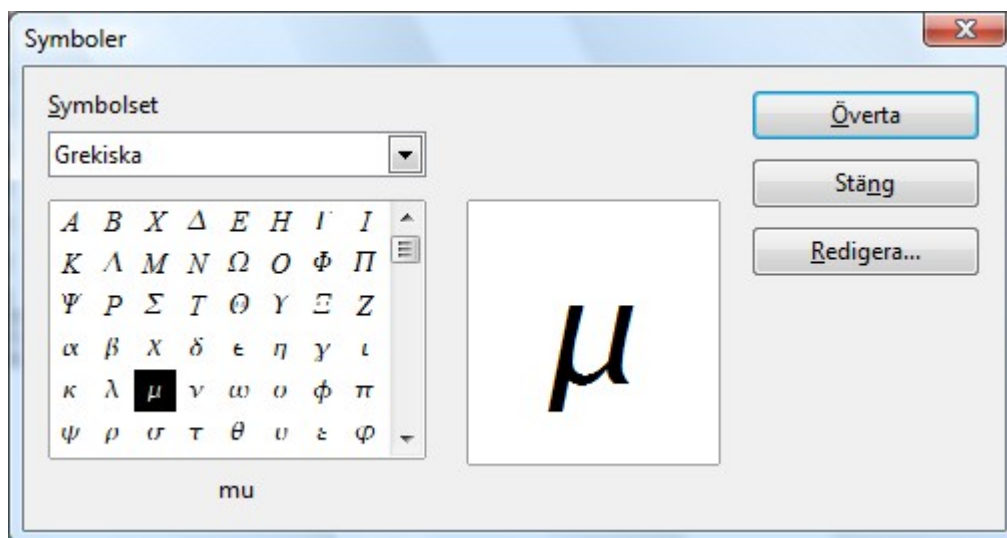 Symboler
Symbolset
Grekiska
Överta
Stäng
Redigera...
Α Β Χ Δ Ε Η Γ Ι
Κ Λ Μ Ν Ω Ο Φ Π
Ψ Ρ Σ Τ Θ Υ Ξ Ζ
α β χ δ ϵ η γ ι
κ λ μ ν ω ο ϕ π
ψ ρ σ τ θ υ ε φ
μ
mu